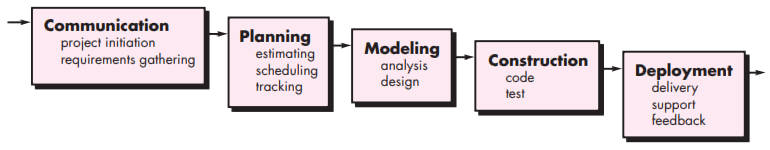 Communication
project initiation
requirements gathering
Planning
estimating
scheduling
tracking
Modeling
analysis
design
Construction
code
test
Deployment
delivery
support
feedback